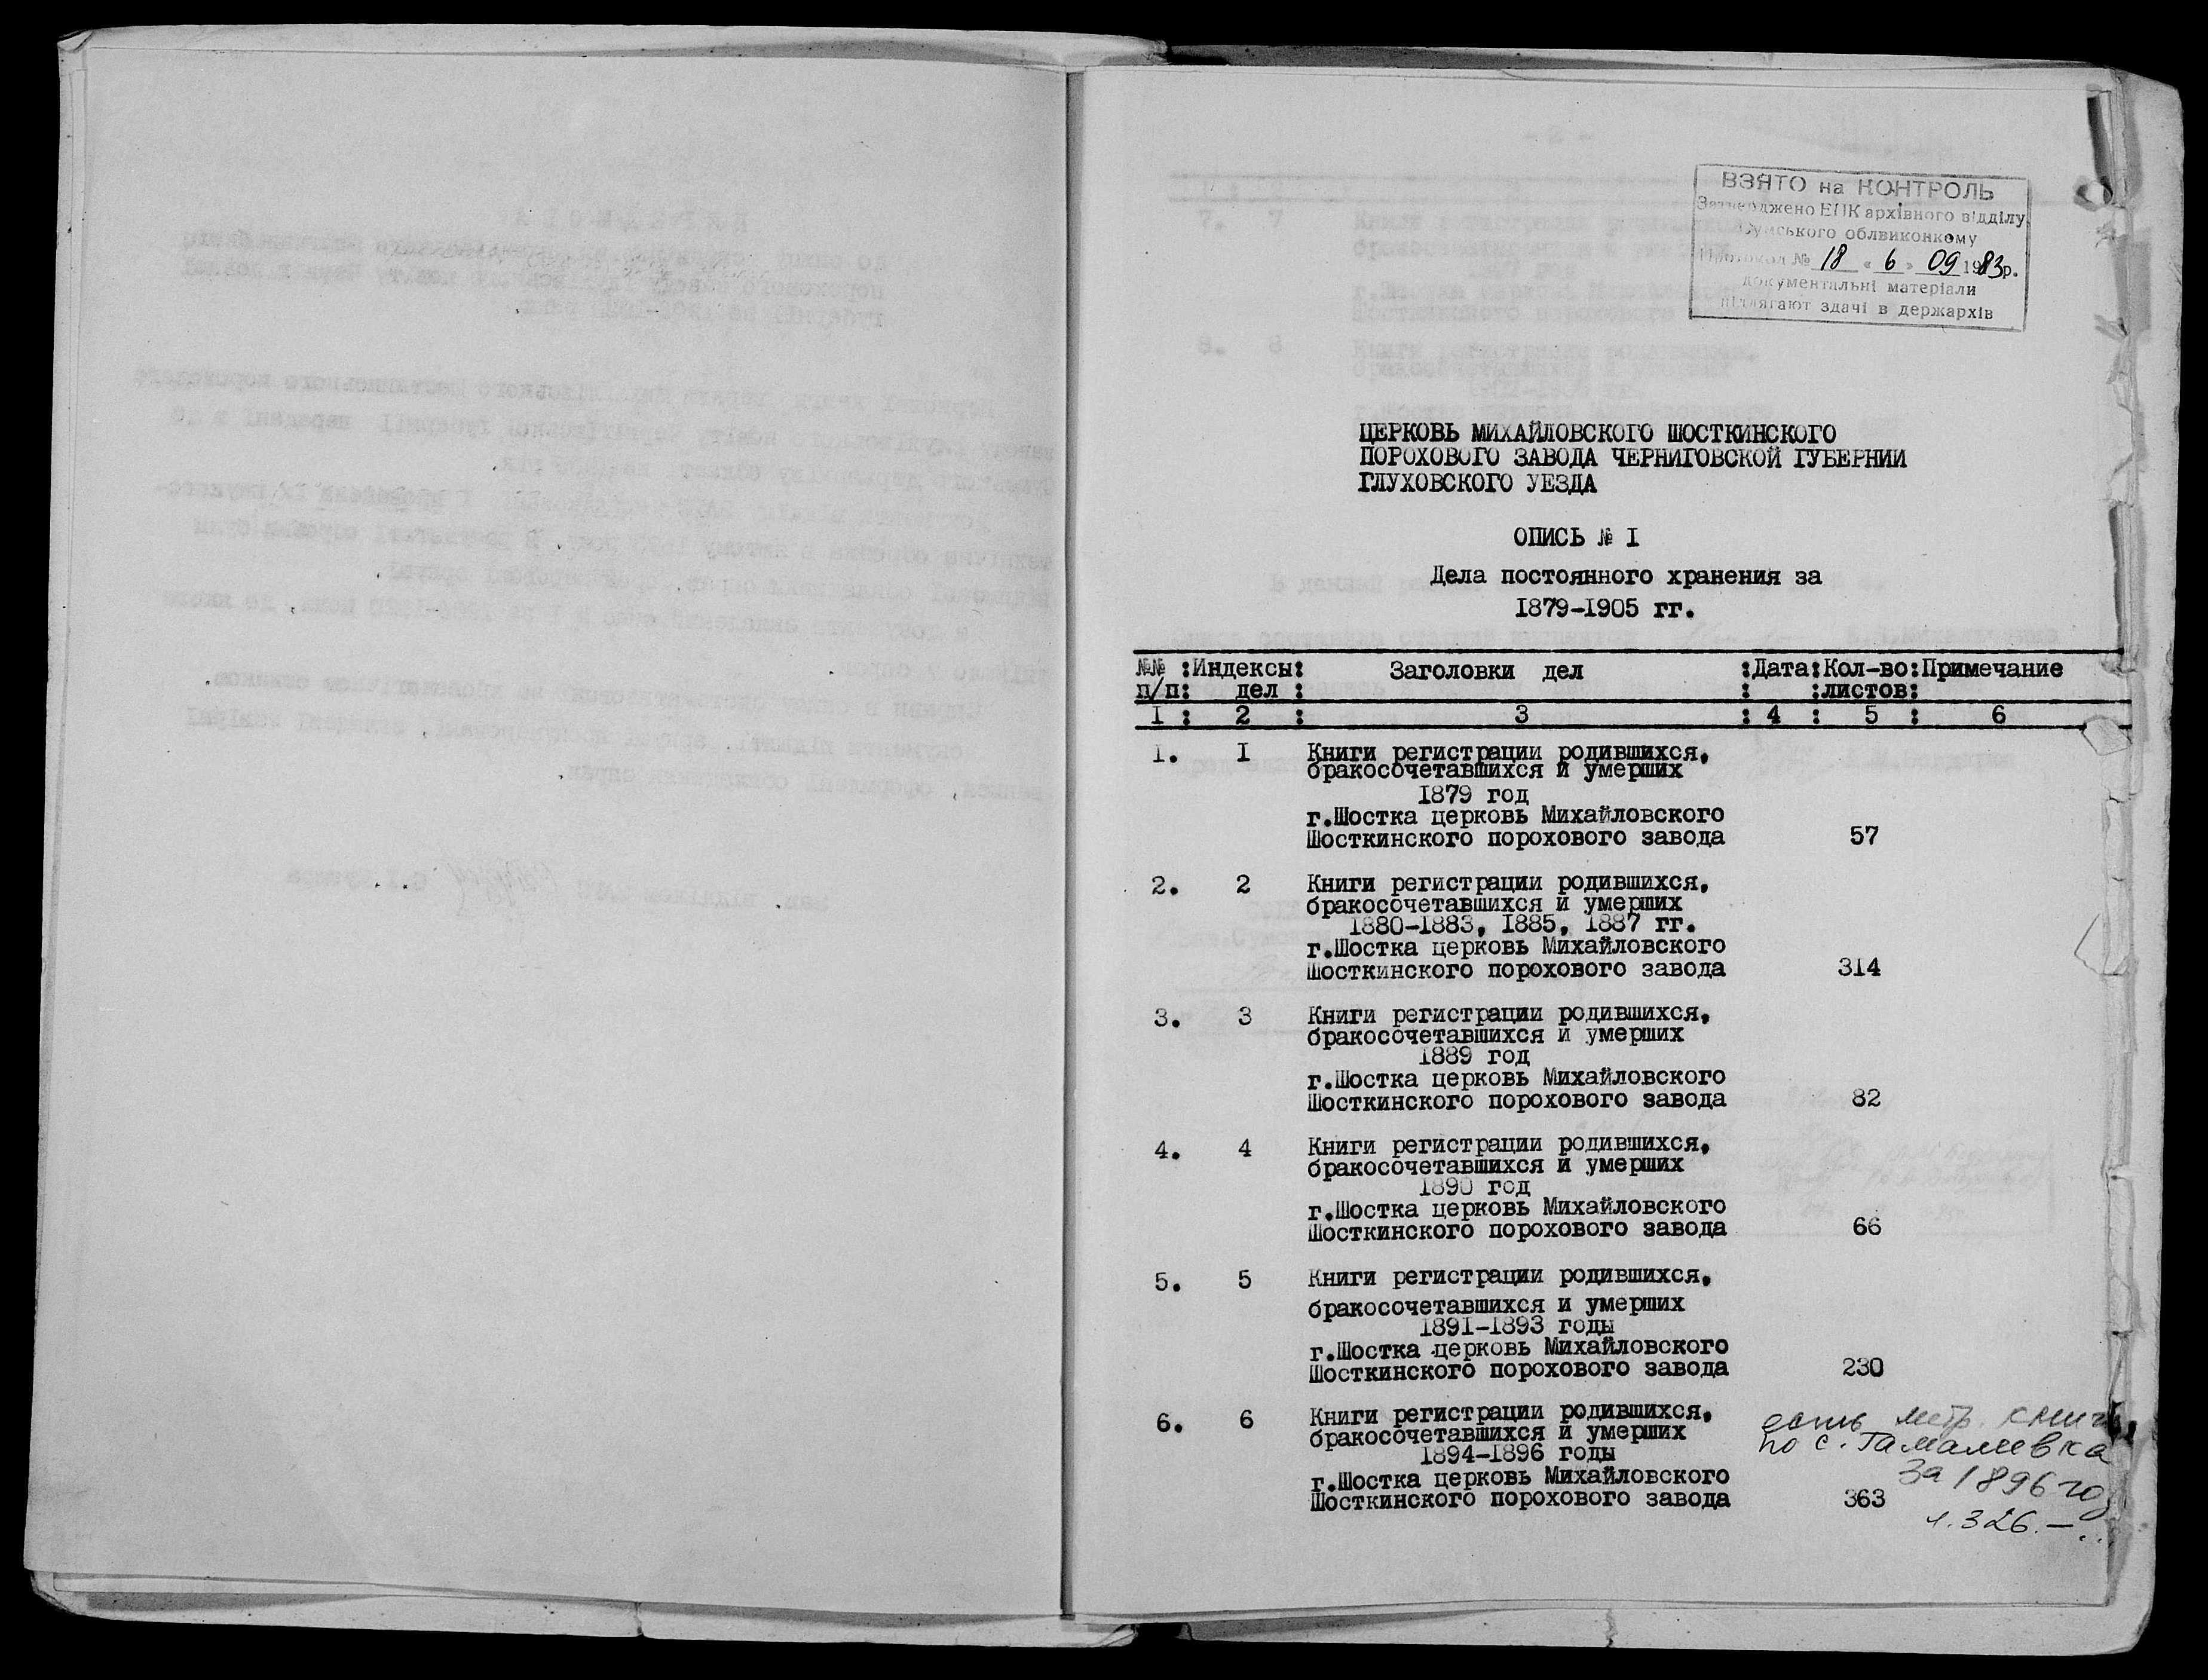 ВЗЯТО на КОНТРОЛЬ
Затверджено ЕПК архівного відділу
Сумського облвиконкому
Протокол № 18 « 6 » 09 1983р.
документальні матеріали
підлягают здачі в держархів
ЦЕРКОВЬ МИХАЙЛОВСКОГО ШОСТКИНСКОГО
ПОРОХОВОГО ЗАВОДА ЧЕРНИГОВСКОЙ ГУБЕРНИИ
ГЛУХОВСКОГО УЕЗДА
ОПИСЬ № I
Дела постоянного хранения за
1879-1905 гг.
№№ :Индексы: Заголовки дел :Дата:Кол-во:Примечание
п/п: дел : : :листов:
I : 2 : 3 : 4 : 5 : 6
1. I Книги регистрации родившихся,
бракосочетавшихся и умерших
1879 год
г.Шостка церковь Михайловского
Шосткинского порохового завода 57
2. 2 Книги регистрации родившихся,
бракосочетавшихся и умерших
1880-1883, 1885, 1887 гг.
г.Шостка церковь Михайловского
Шосткинского порохового завода 314
3. 3 Книги регистрации родившихся,
бракосочетавшихся и умерших
1889 год
г.Шостка церковь Михайловского
Шосткинского порохового завода 82
4. 4 Книги регистрации родившихся,
бракосочетавшихся и умерших
1890 год
г.Шостка церковь Михайловского
Шосткинского порохового завода 66
5. 5 Книги регистрации родившихся,
бракосочетавшихся и умерших
1891-1893 годы
г.Шостка церковь Михайловского
Шосткинского порохового завода 230
6. 6 Книги регистрации родившихся,
бракосочетавшихся и умерших
1894-1896 годы
г.Шостка церковь Михайловского
Шосткинского порохового завода 363
есть метр. книг
по с. Гамалиевка
за 1896 год
л. 326.—